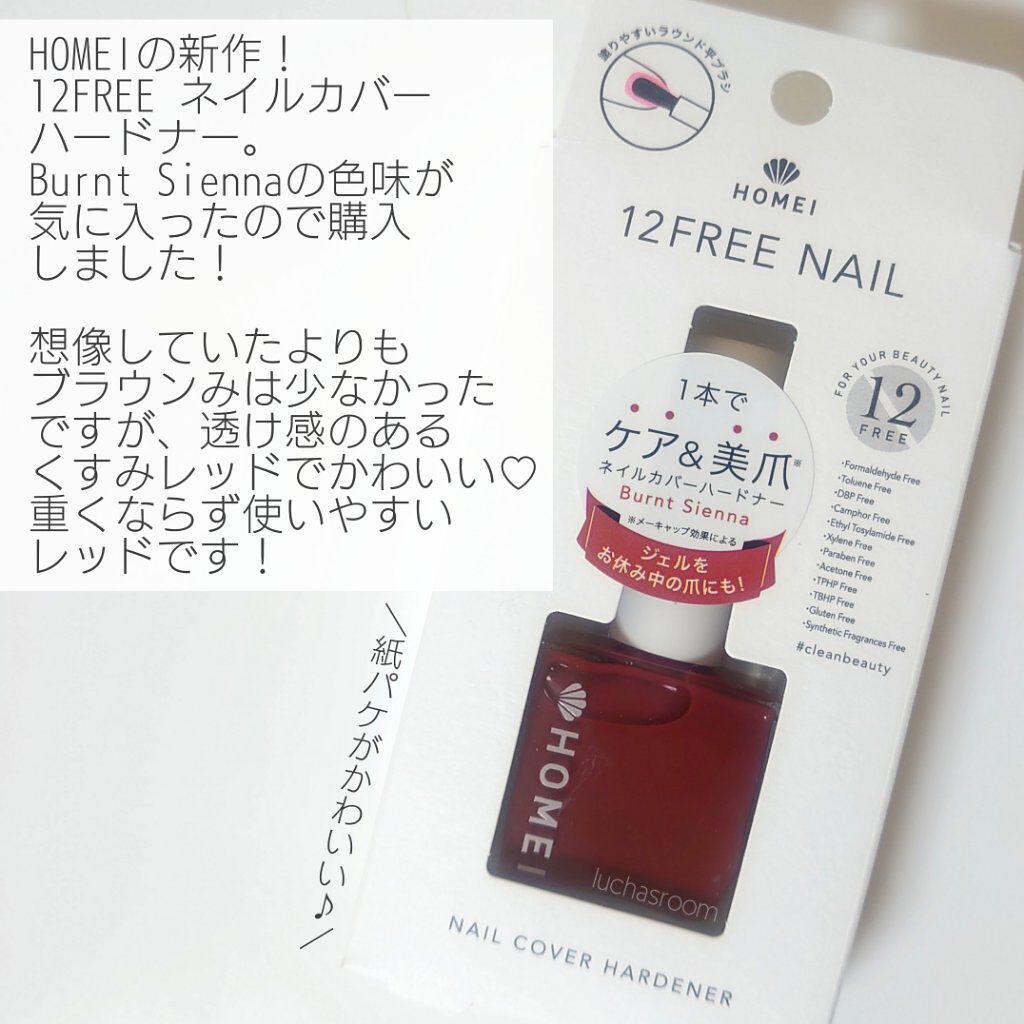 HOMEIの新作！
12FREE ネイルカバー
ハードナー。
Burnt Siennaの色味が
気に入ったので購入
しました！
想像していたよりも
ブラウンみは少なかった
ですが、透け感のある
くすみレッドでかわいい♡
重くならず使いやすい
レッドです！
＼紙パケがかわいい♪／
塗りやすいラウンド平ブラシ
HOMEI
12FREE NAIL
1本で
ケア&美爪※
ネイルカバーハードナー
Burnt Sienna
※メーキャップ効果による
ジェルを
お休み中の爪にも!
FOR YOUR BEAUTY NAIL
12
FREE
・Formaldehyde Free
・Toluene Free
・DBP Free
・Camphor Free
・Ethyl Tosylamide Free
・Xylene Free
・Paraben Free
・Acetone Free
・TPHP Free
・TBHP Free
・Gluten Free
・Synthetic Fragrances Free
#cleanbeauty
HOMEI
luchasroom
NAIL COVER HARDENER